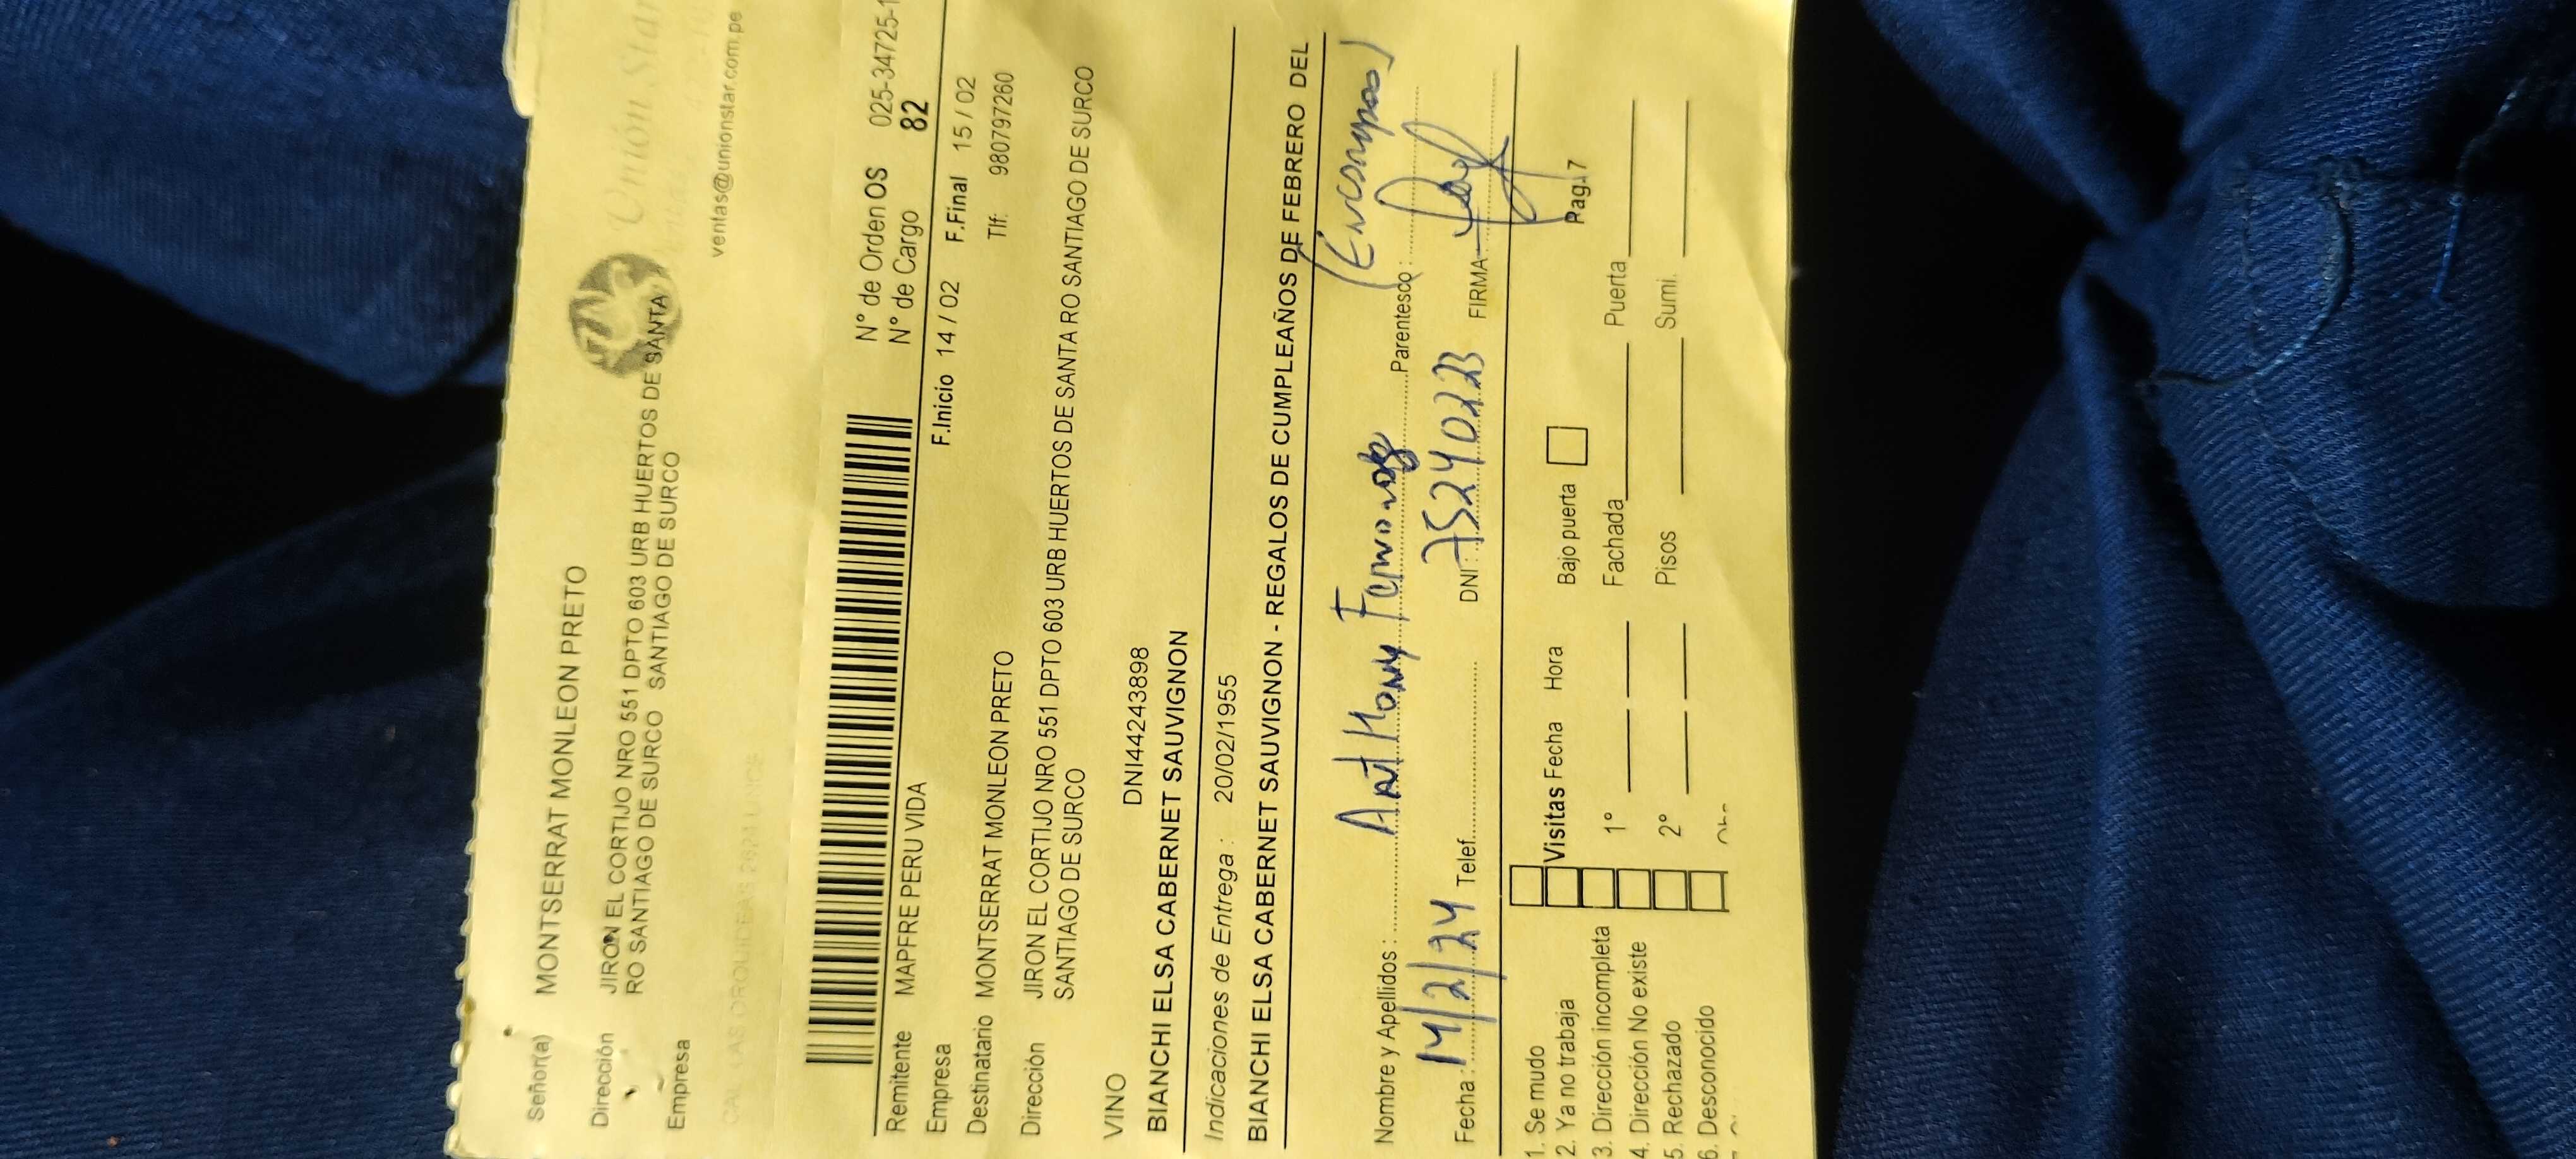 Señor(a) MONTSERRAT MONLEON PRETO
Dirección JIRON EL CORTIJO NRO 551 DPTO 603 URB HUERTOS DE SANTA
RO SANTIAGO DE SURCO SANTIAGO DE SURCO
Empresa
Unión Star
ventas@unionstar.com.pe
N° de Orden OS 025-34725-1
N° de Cargo 82
Remitente MAPFRE PERU VIDA
F.Inicio 14 / 02 F.Final 15 / 02
Empresa
Tlf: 980797260
Destinatario MONTSERRAT MONLEON PRETO
Dirección JIRON EL CORTIJO NRO 551 DPTO 603 URB HUERTOS DE SANTA RO SANTIAGO DE SURCO
SANTIAGO DE SURCO
VINO DNI44243898
BIANCHI ELSA CABERNET SAUVIGNON
Indicaciones de Entrega : 20/02/1955
BIANCHI ELSA CABERNET SAUVIGNON - REGALOS DE CUMPLEAÑOS DE FEBRERO DEL
Nombre y Apellidos : Anthony Parentesco :
Fecha : 14/2/24 Telef. DNI : 75240223 FIRMA
Pag.7
1. Se mudo
2. Ya no trabaja
3. Dirección incompleta
4. Dirección No existe
5. Rechazado
6. Desconocido
Visitas Fecha Hora Bajo puerta
1° Fachada Puerta
2° Pisos Sumi.